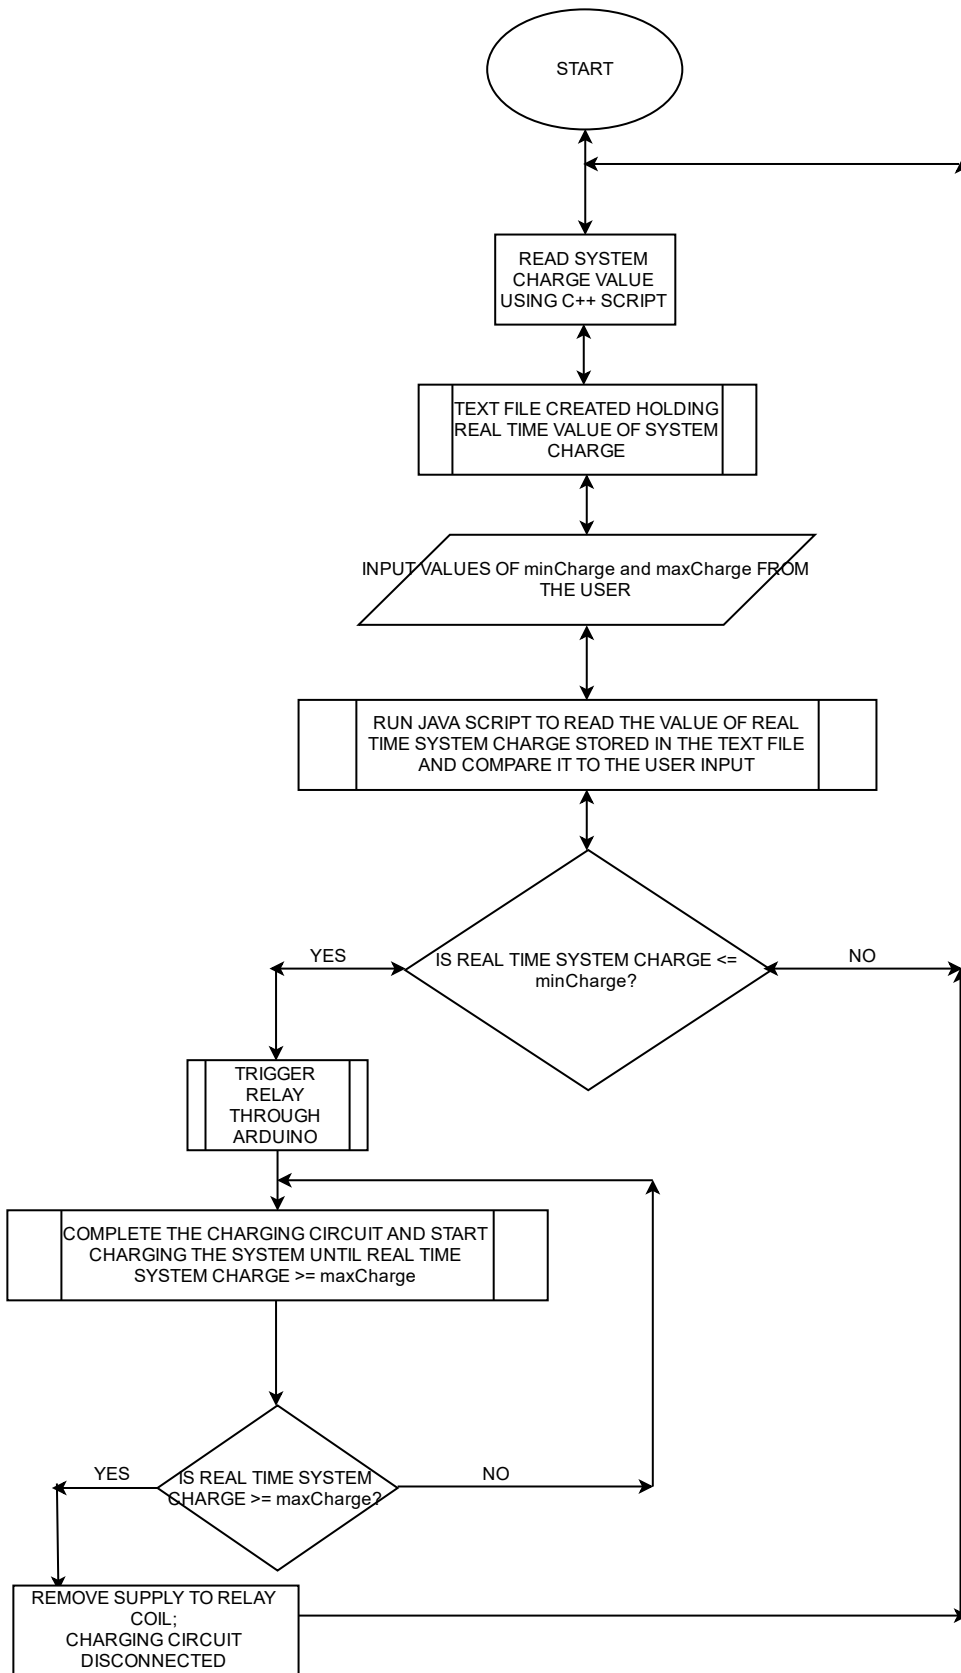 START
READ SYSTEM
CHARGE VALUE
USING C++ SCRIPT
TEXT FILE CREATED HOLDING
REAL TIME VALUE OF SYSTEM
CHARGE
INPUT VALUES OF minCharge and maxCharge FROM
THE USER
RUN JAVA SCRIPT TO READ THE VALUE OF REAL
TIME SYSTEM CHARGE STORED IN THE TEXT FILE
AND COMPARE IT TO THE USER INPUT
YES
IS REAL TIME SYSTEM CHARGE <=
minCharge?
NO
TRIGGER
RELAY
THROUGH
ARDUINO
COMPLETE THE CHARGING CIRCUIT AND START
CHARGING THE SYSTEM UNTIL REAL TIME
SYSTEM CHARGE >= maxCharge
YES
IS REAL TIME SYSTEM
CHARGE >= maxCharge?
NO
REMOVE SUPPLY TO RELAY
COIL;
CHARGING CIRCUIT
DISCONNECTED